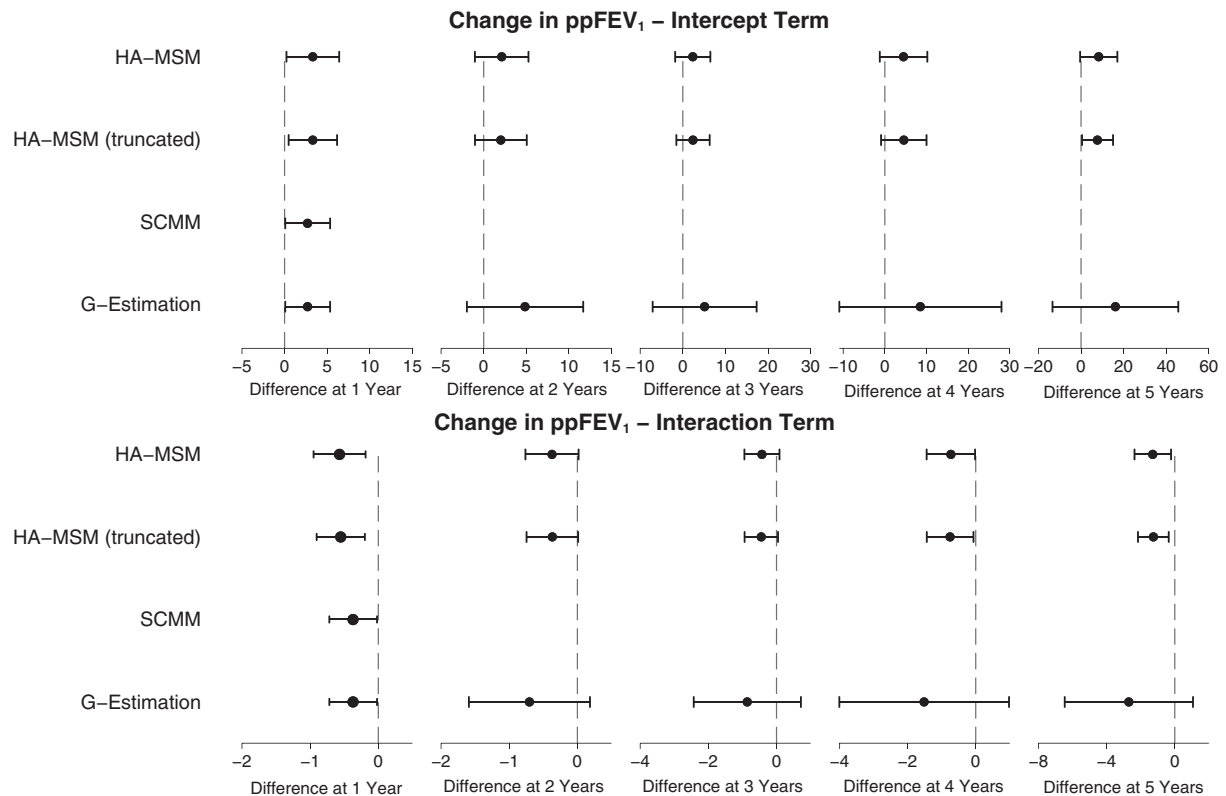 Change in ppFEV₁ − Intercept Term
HA−MSM
HA−MSM (truncated)
SCMM
G−Estimation
−5 0 5 10 15 −5 0 5 10 15 −10 0 10 20 30 −10 0 10 20 30 −20 0 20 40 60
Difference at 1 Year Difference at 2 Years Difference at 3 Years Difference at 4 Years Difference at 5 Years
Change in ppFEV₁ − Interaction Term
HA−MSM
HA−MSM (truncated)
SCMM
G−Estimation
−2 −1 0 −2 −1 0 −4 −2 0 −4 −2 0 −8 −4 0
Difference at 1 Year Difference at 2 Years Difference at 3 Years Difference at 4 Years Difference at 5 Years